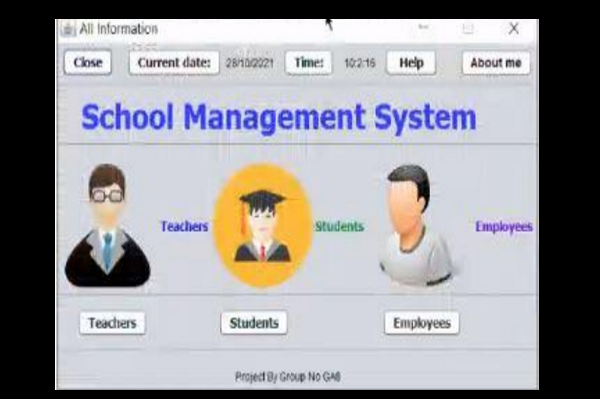 All Information
Close Current date: 28/10/2021 Time: 10:2:16 Help About me
School Management System
Teachers Students Employees
Teachers Students Employees
Project By Group No GA6